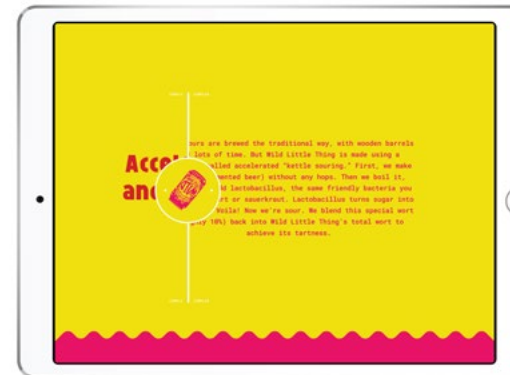 Accel
and
ours are brewed the traditional way, with wooden barrels
lots of time. But Wild Little Thing is made using a
called accelerated "kettle souring." First, we make
mented beer) without any hops. Then we boil it,
d lactobacillus, the same friendly bacteria you
rt or sauerkraut. Lactobacillus turns sugar into
Voila! Now we're sour. We blend this special wort
ly 10%) back into Wild Little Thing's total wort to
achieve its tartness.